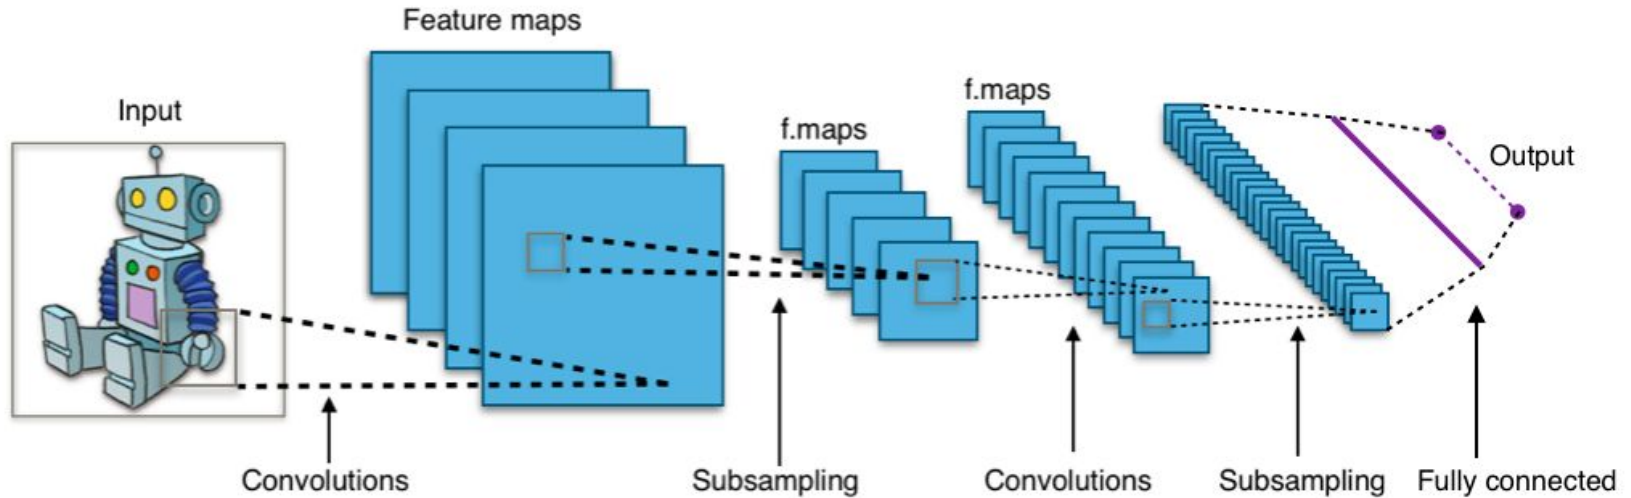 Feature maps
Input
f.maps
f.maps
Output
Convolutions
Subsampling
Convolutions
Subsampling
Fully connected